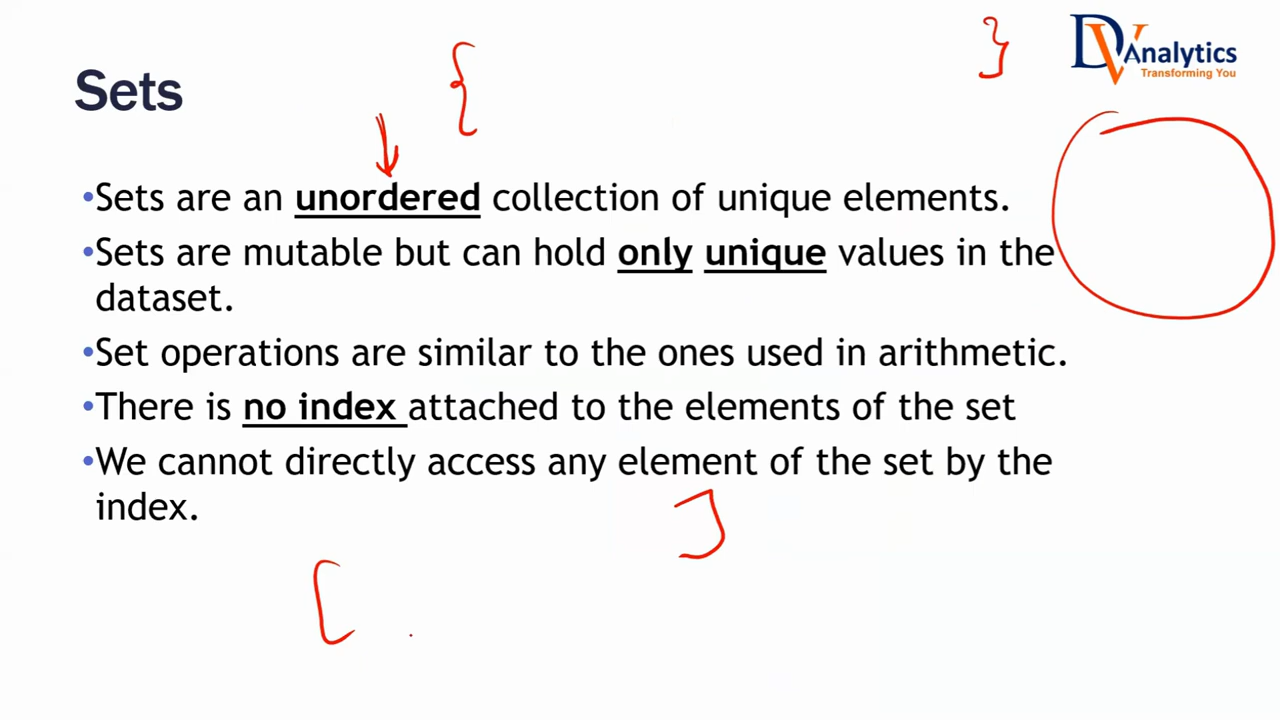 {
}
DV Analytics
Transforming You
Sets
•Sets are an unordered collection of unique elements.
•Sets are mutable but can hold only unique values in the
dataset.
•Set operations are similar to the ones used in arithmetic.
•There is no index attached to the elements of the set
•We cannot directly access any element of the set by the
index.
[
]